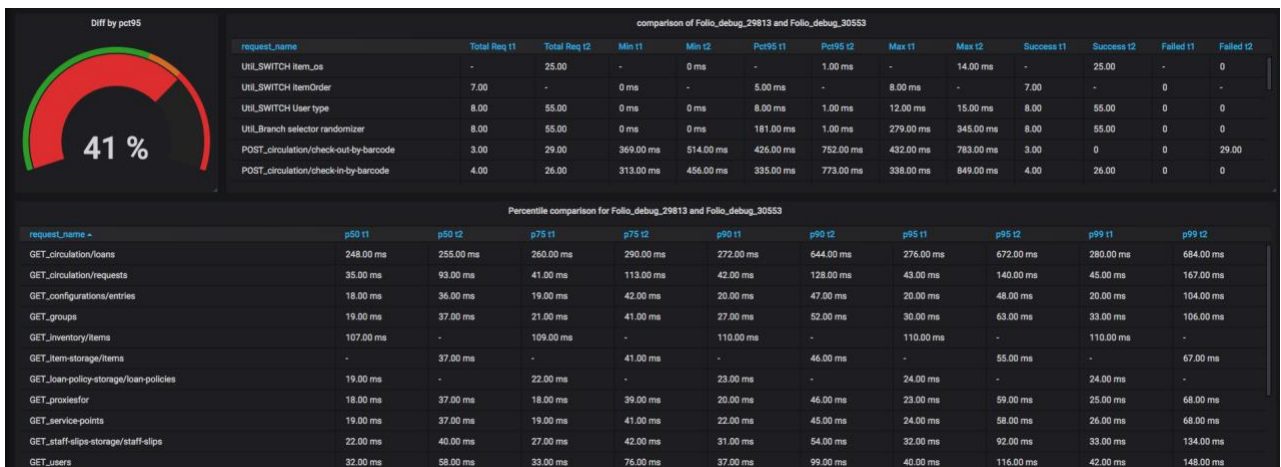 Diff by pct95
41 %
comparison of Folio_debug_29813 and Folio_debug_30553
request_name Total Req t1 Total Req t2 Min t1 Min t2 Pct95 t1 Pct95 t2 Max t1 Max t2 Success t1 Success t2 Failed t1 Failed t2
Util_SWITCH item_os - 25.00 - 0 ms - 1.00 ms - 14.00 ms - 25.00 - 0
Util_SWITCH itemOrder 7.00 - 0 ms - 5.00 ms - 8.00 ms - 7.00 - 0 -
Util_SWITCH User type 8.00 55.00 0 ms 0 ms 8.00 ms 1.00 ms 12.00 ms 15.00 ms 8.00 55.00 0 0
Util_Branch selector randomizer 8.00 55.00 0 ms 0 ms 181.00 ms 1.00 ms 279.00 ms 345.00 ms 8.00 55.00 0 0
POST_circulation/check-out-by-barcode 3.00 29.00 369.00 ms 514.00 ms 426.00 ms 752.00 ms 432.00 ms 783.00 ms 3.00 0 0 29.00
POST_circulation/check-in-by-barcode 4.00 26.00 313.00 ms 456.00 ms 335.00 ms 773.00 ms 338.00 ms 849.00 ms 4.00 26.00 0 0
Percentile comparison for Folio_debug_29813 and Folio_debug_30553
request_name p50 t1 p50 t2 p75 t1 p75 t2 p90 t1 p90 t2 p95 t1 p95 t2 p99 t1 p99 t2
GET_circulation/loans 248.00 ms 255.00 ms 260.00 ms 290.00 ms 272.00 ms 644.00 ms 276.00 ms 672.00 ms 280.00 ms 684.00 ms
GET_circulation/requests 35.00 ms 93.00 ms 41.00 ms 113.00 ms 42.00 ms 128.00 ms 43.00 ms 140.00 ms 45.00 ms 167.00 ms
GET_configurations/entries 18.00 ms 36.00 ms 19.00 ms 42.00 ms 20.00 ms 47.00 ms 20.00 ms 48.00 ms 20.00 ms 104.00 ms
GET_groups 19.00 ms 37.00 ms 21.00 ms 41.00 ms 27.00 ms 52.00 ms 30.00 ms 63.00 ms 33.00 ms 106.00 ms
GET_inventory/items 107.00 ms - 109.00 ms - 110.00 ms - 110.00 ms - 110.00 ms -
GET_item-storage/items - 37.00 ms - 41.00 ms - 46.00 ms - 55.00 ms - 67.00 ms
GET_loan-policy-storage/loan-policies 19.00 ms - 22.00 ms - 23.00 ms - 24.00 ms - 24.00 ms -
GET_proxiesfor 18.00 ms 37.00 ms 18.00 ms 39.00 ms 20.00 ms 46.00 ms 23.00 ms 59.00 ms 25.00 ms 68.00 ms
GET_service-points 19.00 ms 37.00 ms 19.00 ms 41.00 ms 22.00 ms 45.00 ms 24.00 ms 58.00 ms 26.00 ms 68.00 ms
GET_staff-slips-storage/staff-slips 22.00 ms 40.00 ms 27.00 ms 42.00 ms 31.00 ms 54.00 ms 32.00 ms 92.00 ms 33.00 ms 134.00 ms
GET_users 32.00 ms 58.00 ms 33.00 ms 76.00 ms 37.00 ms 99.00 ms 40.00 ms 116.00 ms 42.00 ms 148.00 ms